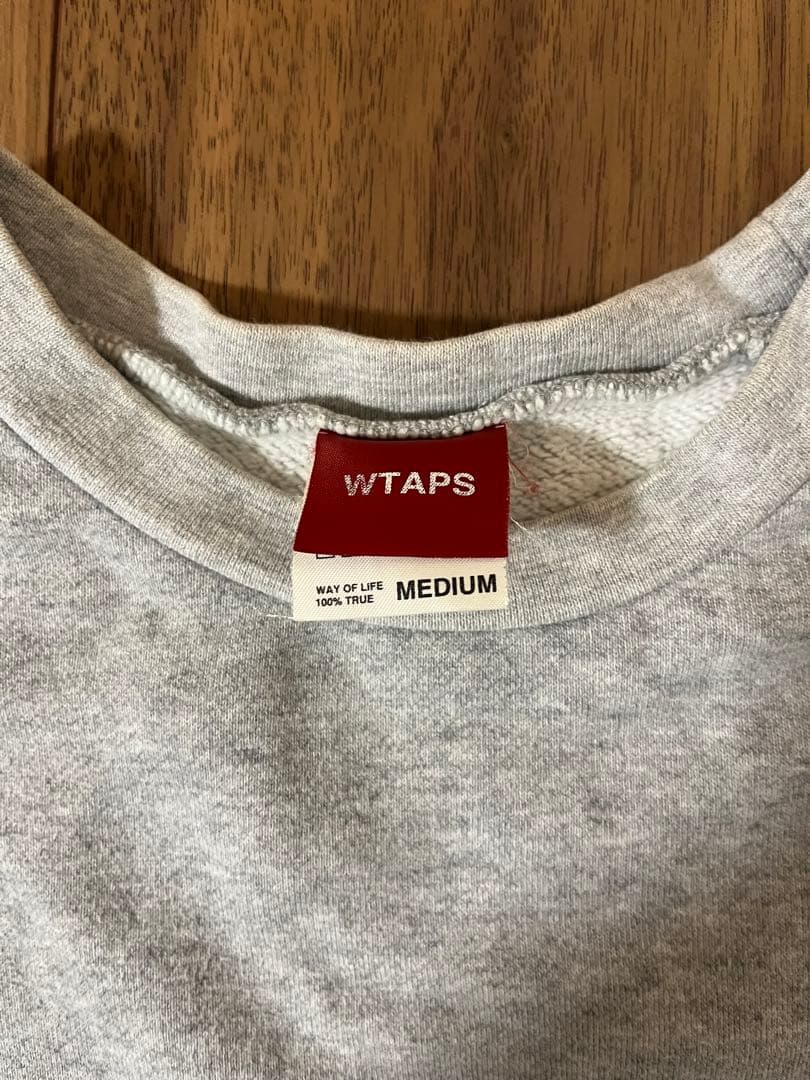 WTAPS
WAY OF LiFE
100% TRUE
MEDIUM